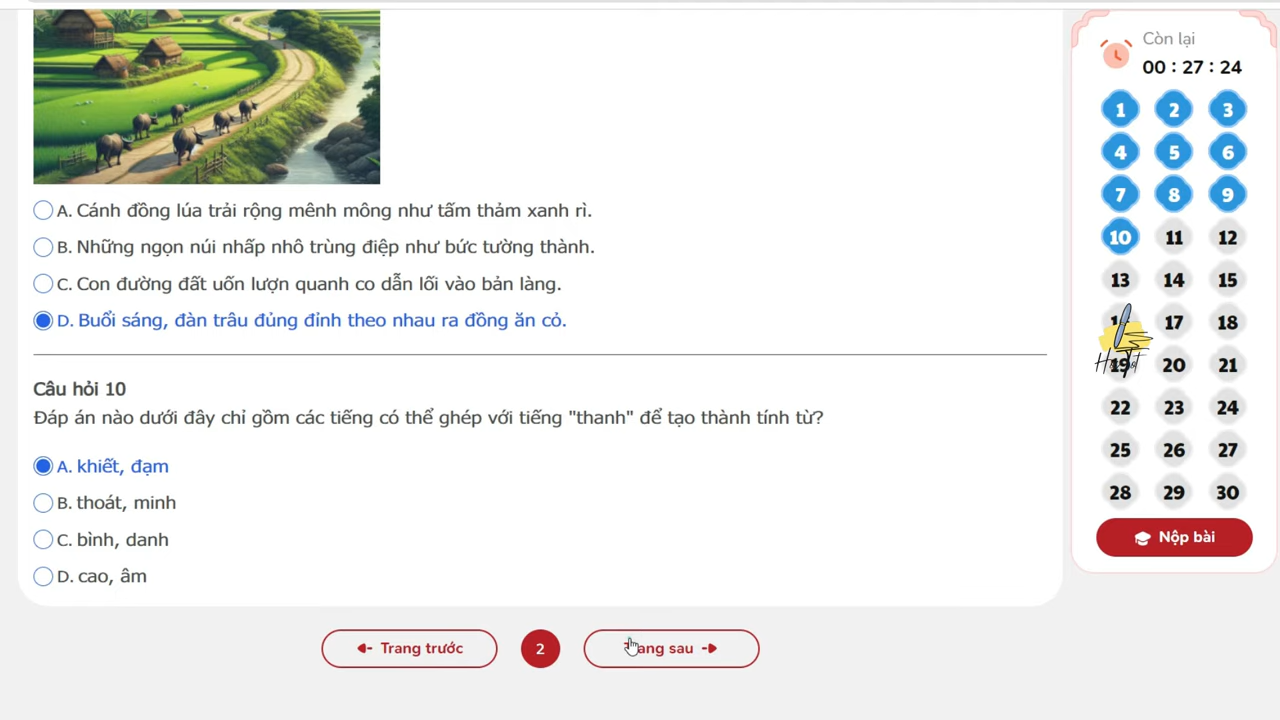 A. Cánh đồng lúa trải rộng mênh mông như tấm thảm xanh rì.
B. Những ngọn núi nhấp nhô trùng điệp như bức tường thành.
C. Con đường đất uốn lượn quanh co dẫn lối vào bản làng.
D. Buổi sáng, đàn trâu đủng đỉnh theo nhau ra đồng ăn cỏ.
Câu hỏi 10
Đáp án nào dưới đây chỉ gồm các tiếng có thể ghép với tiếng "thanh" để tạo thành tính từ?
A. khiết, đạm
B. thoát, minh
C. bình, danh
D. cao, âm
Trang trước
2
sau
Còn lại
00 : 27 : 24
1 2 3
4 5 6
7 8 9
10 11 12
13 14 15
17 18
19 20 21
22 23 24
25 26 27
28 29 30
Nộp bài